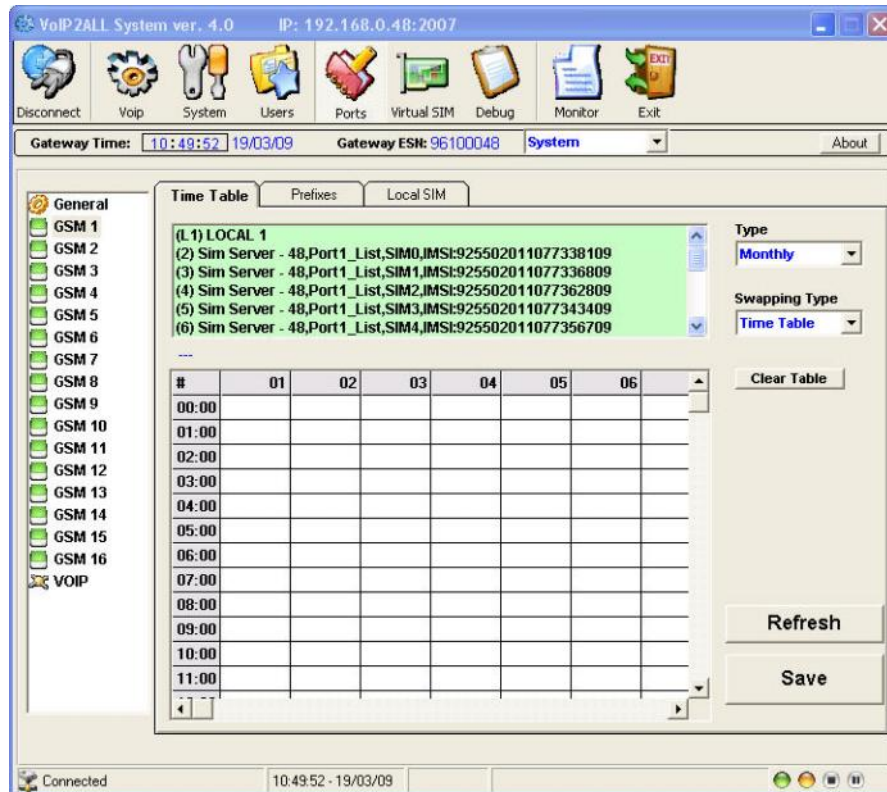 VoIP2ALL System ver. 4.0 IP: 192.168.0.48:2007
Disconnect Voip System Users Ports Virtual SIM Debug Monitor Exit
EXIT
Gateway Time: 10:49:52 19/03/09 Gateway ESN: 96100048 System About
General
GSM 1
GSM 2
GSM 3
GSM 4
GSM 5
GSM 6
GSM 7
GSM 8
GSM 9
GSM 10
GSM 11
GSM 12
GSM 13
GSM 14
GSM 15
GSM 16
VOIP
Time Table Prefixes Local SIM
(L1) LOCAL 1
(2) Sim Server - 48,Port1_List,SIM0,IMSI:925502011077338109
(3) Sim Server - 48,Port1_List,SIM1,IMSI:925502011077336809
(4) Sim Server - 48,Port1_List,SIM2,IMSI:925502011077362809
(5) Sim Server - 48,Port1_List,SIM3,IMSI:925502011077343409
(6) Sim Server - 48,Port1_List,SIM4,IMSI:925502011077356709
---
# 01 02 03 04 05 06
00:00
01:00
02:00
03:00
04:00
05:00
06:00
07:00
08:00
09:00
10:00
11:00
Type
Monthly
Swapping Type
Time Table
Clear Table
Refresh
Save
Connected 10:49:52 - 19/03/09